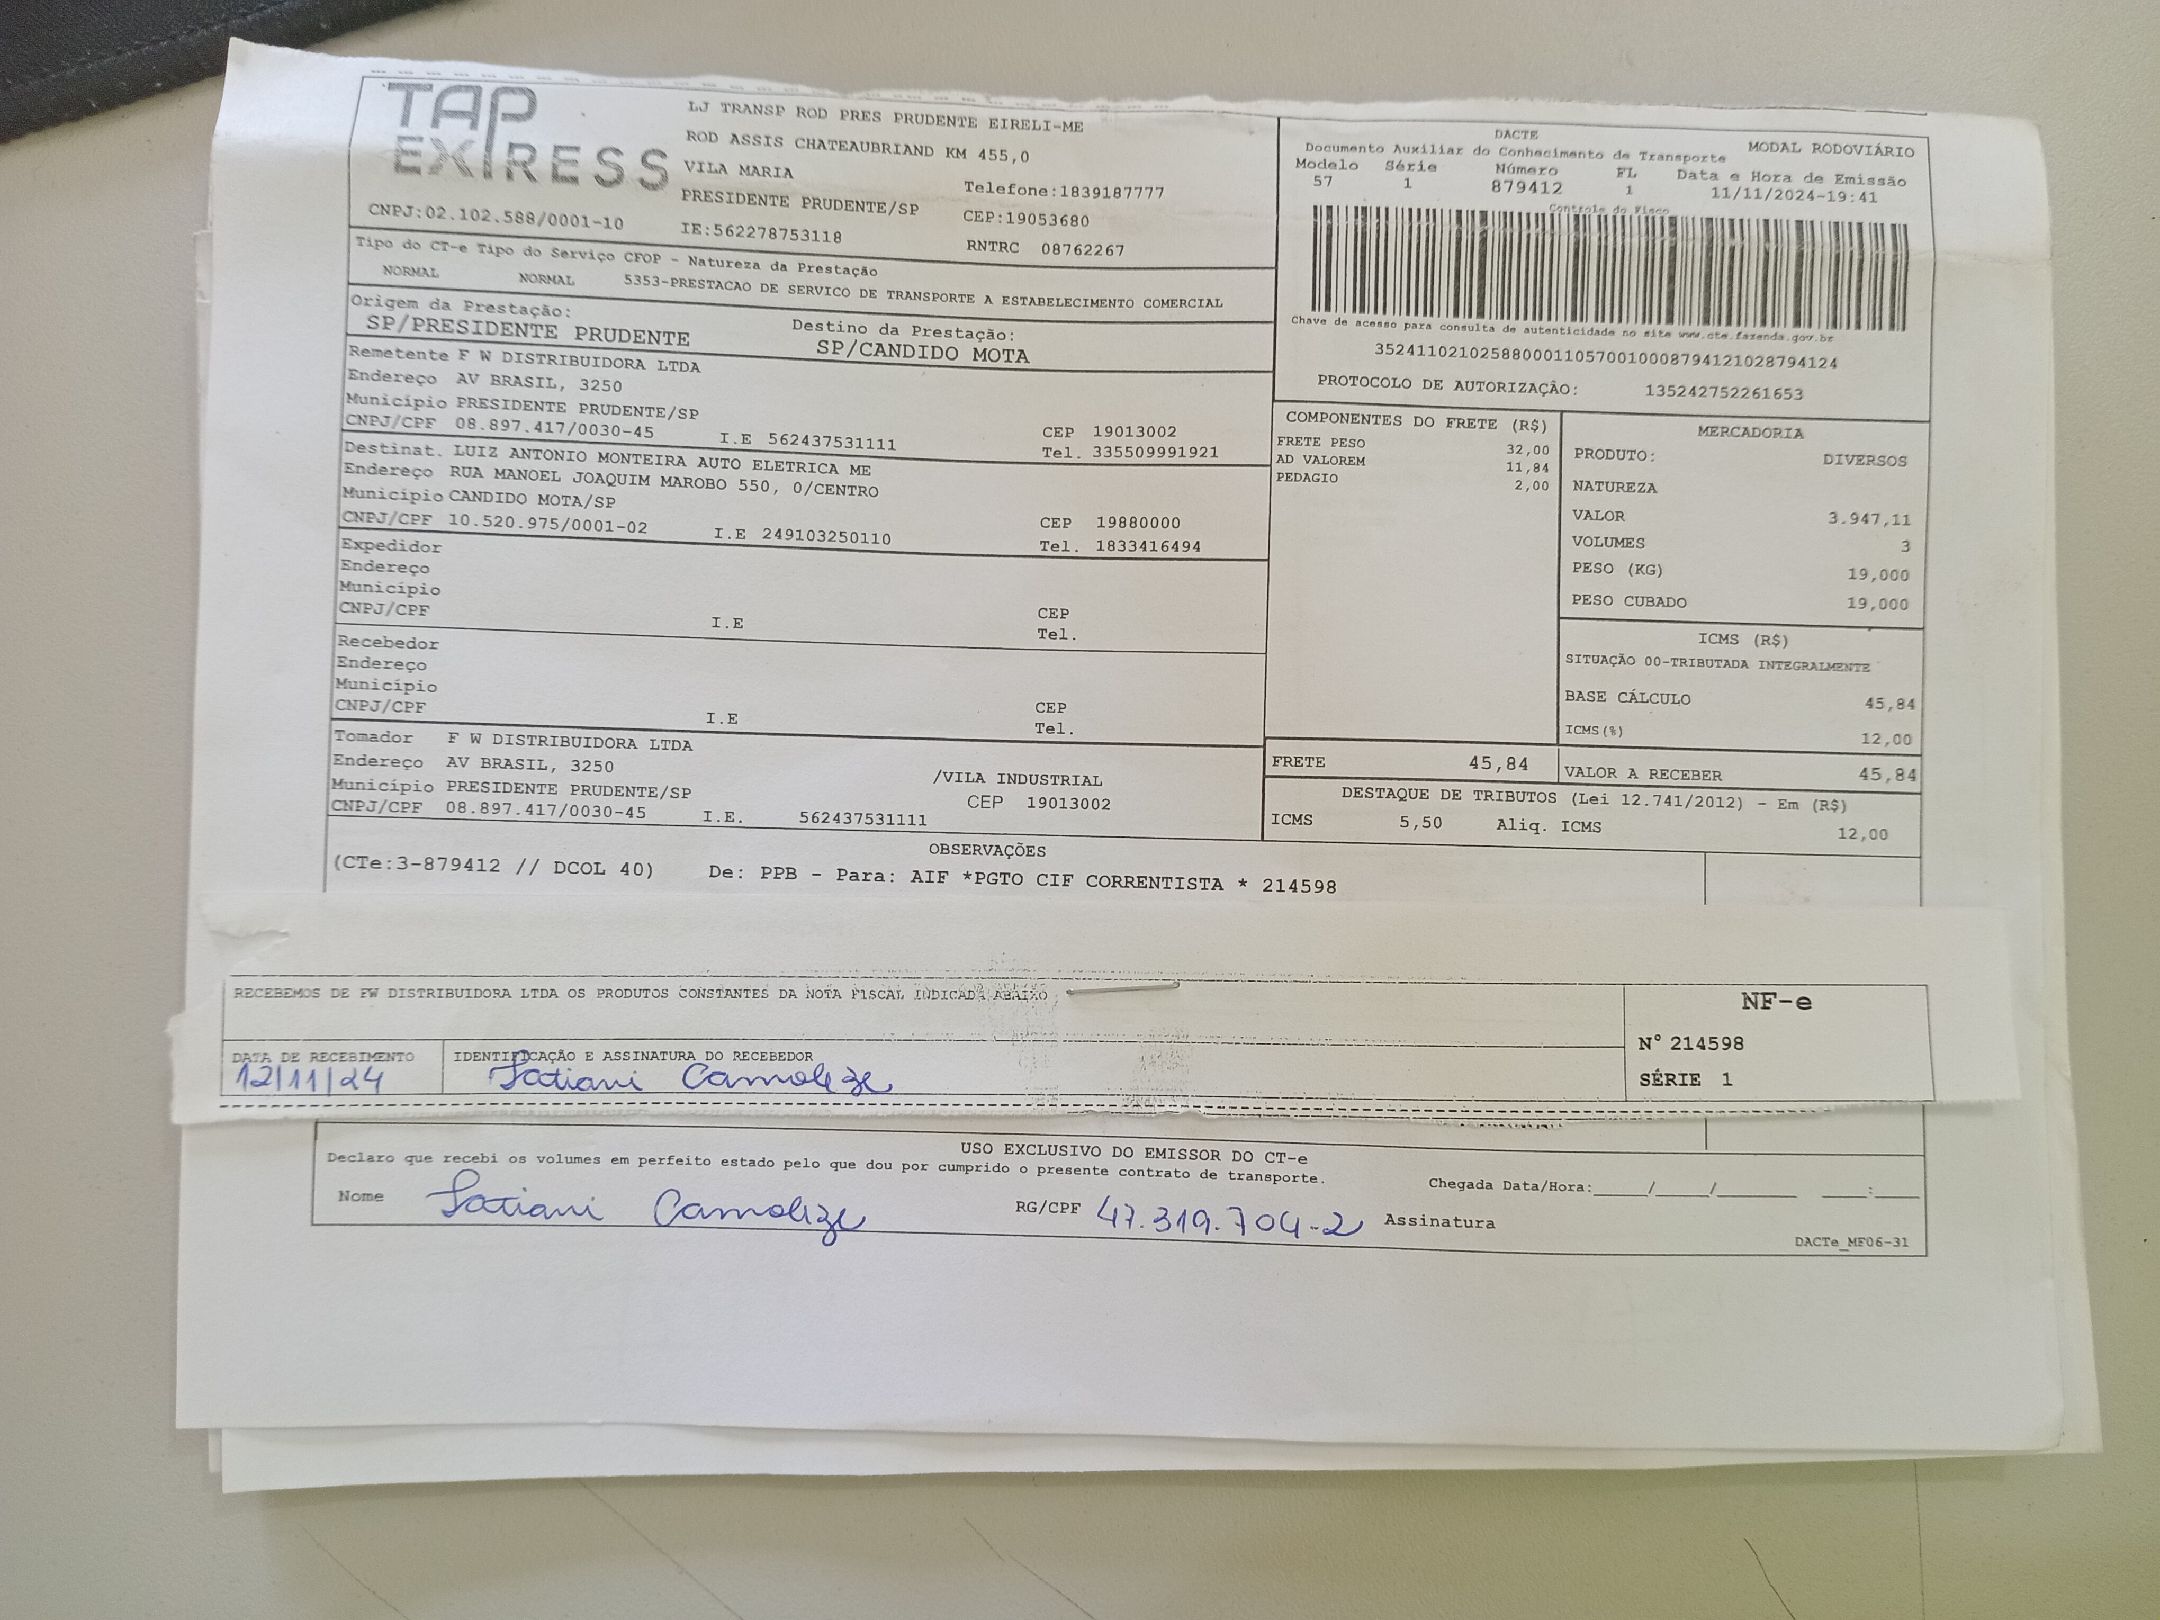 TAP
EXPRESS
LJ TRANSP ROD PRES PRUDENTE EIRELI-ME
ROD ASSIS CHATEAUBRIAND KM 455,0
VILA MARIA
Telefone:1839187777
PRESIDENTE PRUDENTE/SP
CEP:19053680
CNPJ:02.102.588/0001-10
IE:562278753118
RNTRC 08762267
DACTE
Documento Auxiliar do Conhecimento de Transporte
MODAL RODOVIÁRIO
Modelo Série Número FL Data e Hora de Emissão
57 1 879412 1 11/11/2024-19:41
Controle do Fisco
Chave de acesso para consulta de autenticidade no site www.cte.fazenda.gov.br
35241102102588000110570010008794121028794124
PROTOCOLO DE AUTORIZAÇÃO: 135242752261653
Tipo do CT-e Tipo do Serviço CFOP - Natureza da Prestação
NORMAL NORMAL 5353-PRESTACAO DE SERVICO DE TRANSPORTE A ESTABELECIMENTO COMERCIAL
Origem da Prestação: Destino da Prestação:
SP/PRESIDENTE PRUDENTE SP/CANDIDO MOTA
Remetente F W DISTRIBUIDORA LTDA
Endereço AV BRASIL, 3250
Município PRESIDENTE PRUDENTE/SP CEP 19013002
CNPJ/CPF 08.897.417/0030-45 I.E 562437531111 Tel. 335509991921
Destinat. LUIZ ANTONIO MONTEIRA AUTO ELETRICA ME
Endereço RUA MANOEL JOAQUIM MAROBO 550, 0/CENTRO
Município CANDIDO MOTA/SP CEP 19880000
CNPJ/CPF 10.520.975/0001-02 I.E 249103250110 Tel. 1833416494
Expedidor
Endereço
Município CEP
CNPJ/CPF I.E Tel.
Recebedor
Endereço
Município CEP
CNPJ/CPF I.E Tel.
Tomador F W DISTRIBUIDORA LTDA
Endereço AV BRASIL, 3250 /VILA INDUSTRIAL
Município PRESIDENTE PRUDENTE/SP CEP 19013002
CNPJ/CPF 08.897.417/0030-45 I.E. 562437531111
COMPONENTES DO FRETE (R$)
FRETE PESO 32,00
AD VALOREM 11,84
PEDAGIO 2,00
MERCADORIA
PRODUTO: DIVERSOS
NATUREZA
VALOR 3.947,11
VOLUMES 3
PESO (KG) 19,000
PESO CUBADO 19,000
ICMS (R$)
SITUAÇÃO 00-TRIBUTADA INTEGRALMENTE
BASE CÁLCULO 45,84
ICMS(%) 12,00
FRETE 45,84 VALOR A RECEBER 45,84
DESTAQUE DE TRIBUTOS (Lei 12.741/2012) - Em (R$)
ICMS 5,50 Aliq. ICMS 12,00
OBSERVAÇÕES
(CTe:3-879412 // DCOL 40) De: PPB - Para: AIF *PGTO CIF CORRENTISTA * 214598
RECEBEMOS DE FW DISTRIBUIDORA LTDA OS PRODUTOS CONSTANTES DA NOTA FISCAL INDICADA ABAIXO
NF-e
Nº 214598
SÉRIE 1
DATA DE RECEBIMENTO IDENTIFICAÇÃO E ASSINATURA DO RECEBEDOR
12/11/24 Tatiani Camoleze
USO EXCLUSIVO DO EMISSOR DO CT-e
Declaro que recebi os volumes em perfeito estado pelo que dou por cumprido o presente contrato de transporte.
Chegada Data/Hora:____/____/______ ___:___
Nome Tatiani Camoleze RG/CPF 47.319.704-2 Assinatura
DACTe_MF06-31